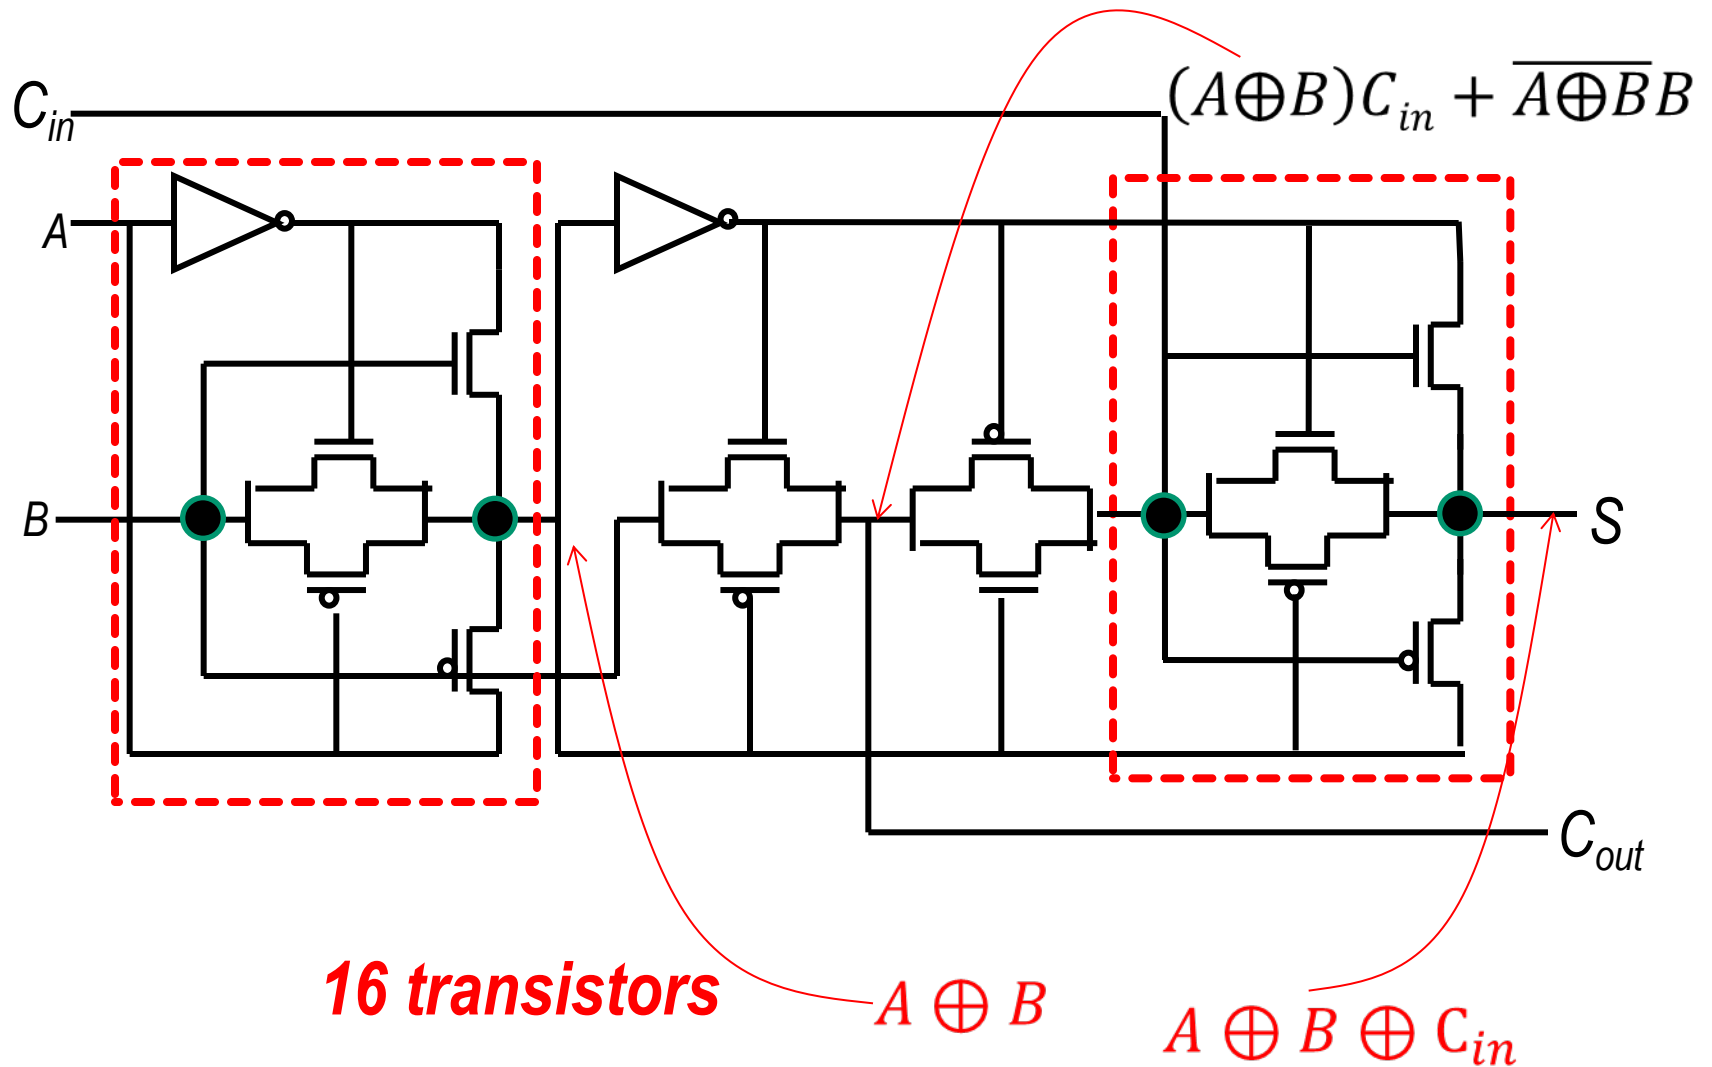 C_in
(A⊕B)C_in + \overline{A⊕B}B
A
B
S
C_out
16 transistors
A ⊕ B
A ⊕ B ⊕ C_in